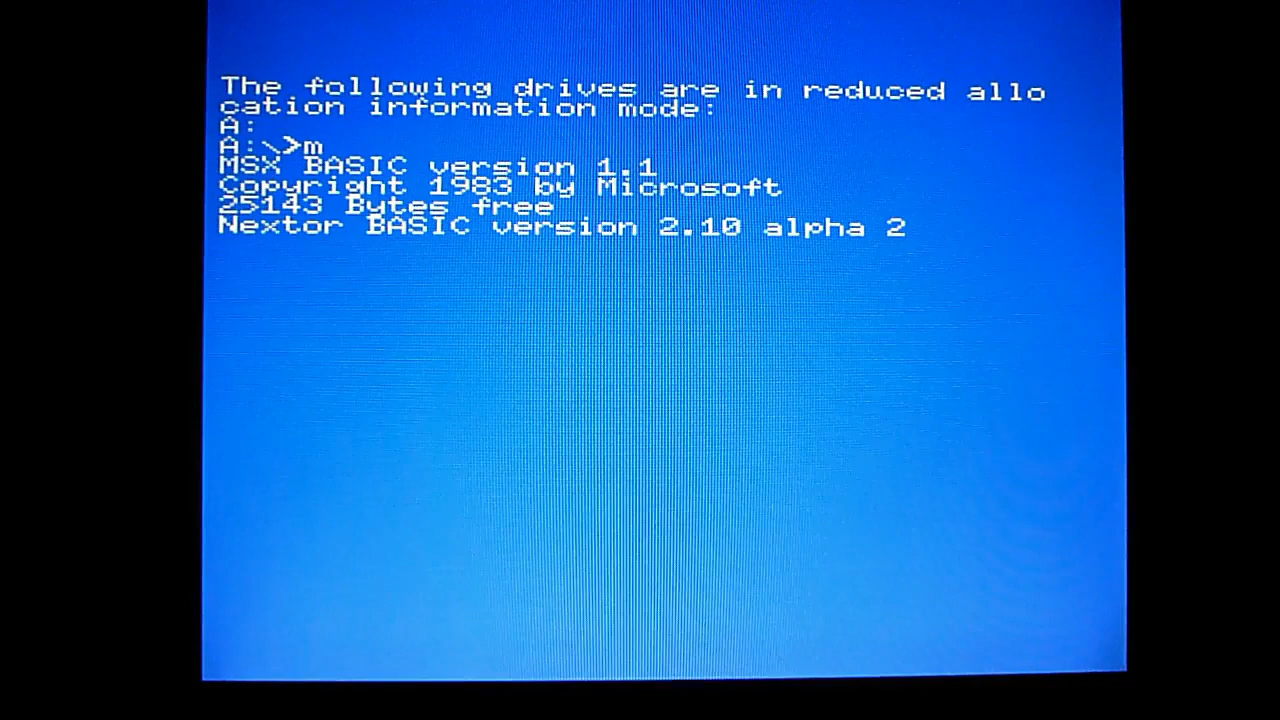 The following drives are in reduced allo
cation information mode:
A:
A:\>m
MSX BASIC version 1.1
Copyright 1983 by Microsoft
25143 Bytes free
Nextor BASIC version 2.10 alpha 2